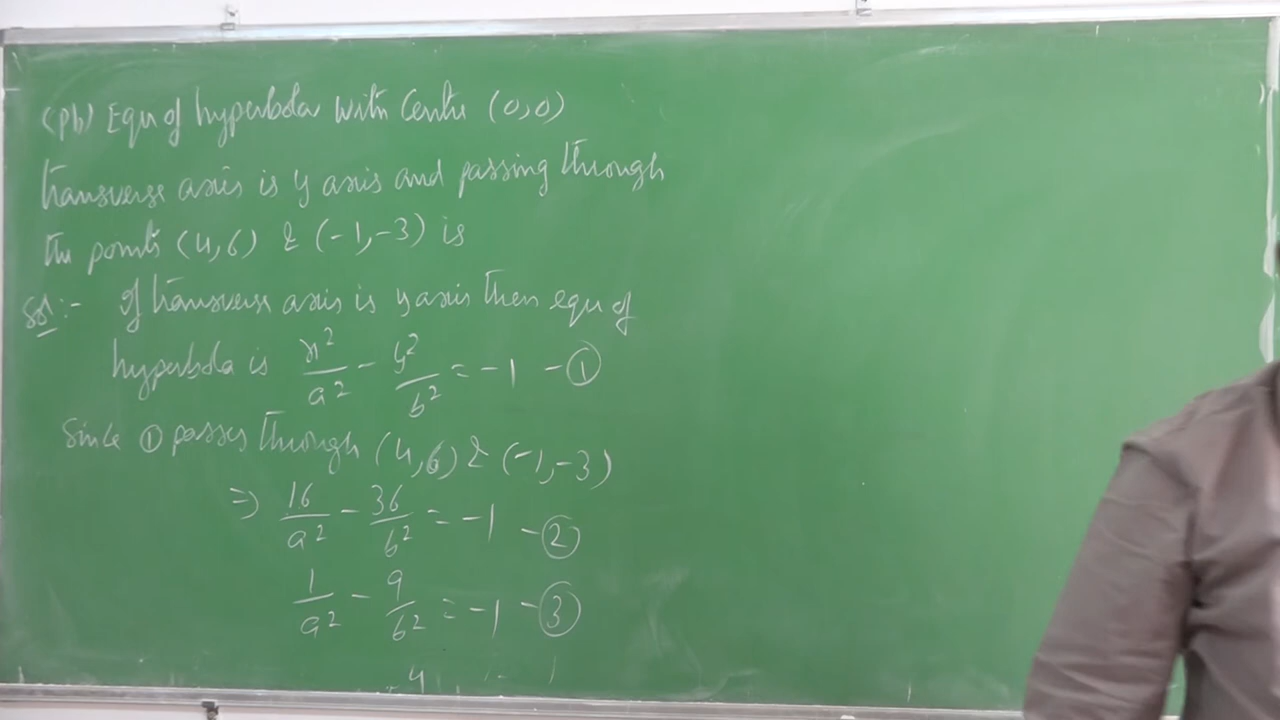 (Pb) Equ of hyperbola with Centre (0,0)
transverse axis is y axis and passing through
the points (4,6) & (-1,-3) is
Sol:- If transverse axis is y axis then equ of
hyperbola is x²/a² - y²/b² = -1 - ①
Since ① passes through (4,6) & (-1,-3)
⇒ 16/a² - 36/b² = -1 - ②
1/a² - 9/b² = -1 - ③